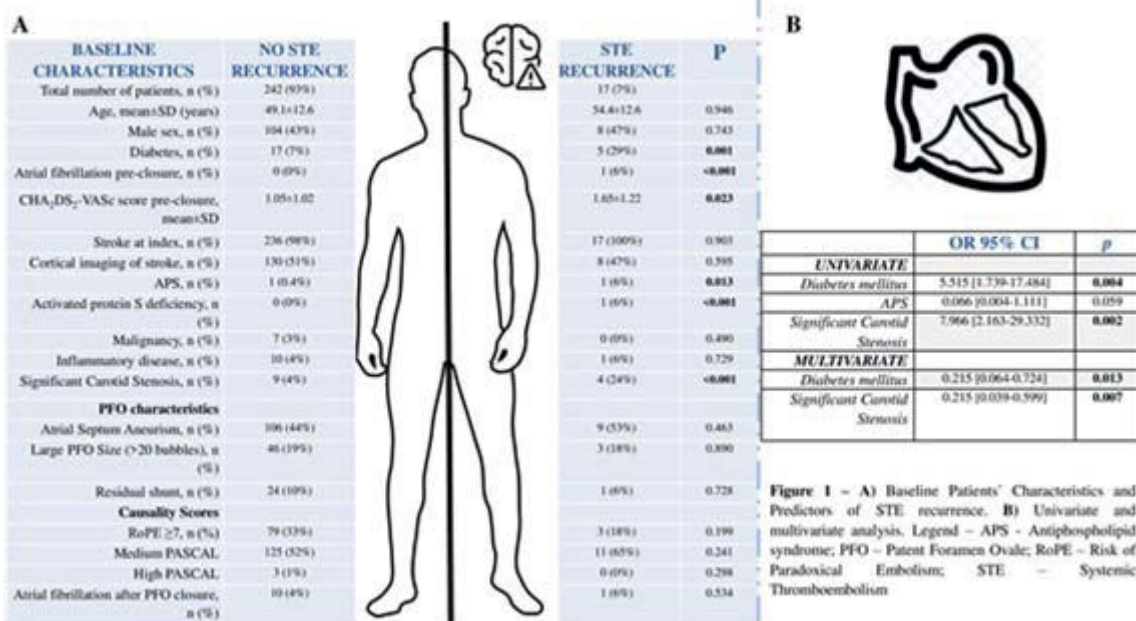 A
BASELINE CHARACTERISTICS NO STE RECURRENCE STE RECURRENCE P
Total number of patients, n (%) 242 (93%) 17 (7%)
Age, mean±SD (years) 49.1±12.6 54.4±12.6 0.946
Male sex, n (%) 104 (43%) 8 (47%) 0.743
Diabetes, n (%) 17 (7%) 5 (29%) 0.001
Atrial fibrillation pre-closure, n (%) 0 (0%) 1 (6%) <0.001
CHA₂DS₂-VASc score pre-closure, mean±SD 1.05±1.02 1.65±1.22 0.023
Stroke at index, n (%) 236 (98%) 17 (100%) 0.903
Cortical imaging of stroke, n (%) 130 (51%) 8 (47%) 0.595
APS, n (%) 1 (0.4%) 1 (6%) 0.013
Activated protein S deficiency, n (%) 0 (0%) 1 (6%) <0.001
Malignancy, n (%) 7 (3%) 0 (0%) 0.490
Inflammatory disease, n (%) 10 (4%) 1 (6%) 0.729
Significant Carotid Stenosis, n (%) 9 (4%) 4 (24%) <0.001
PFO characteristics
Atrial Septum Aneurism, n (%) 106 (44%) 9 (53%) 0.463
Large PFO Size (>20 bubbles), n (%) 46 (19%) 3 (18%) 0.890
Residual shunt, n (%) 24 (10%) 1 (6%) 0.728
Causality Scores
RoPE ≥7, n (%) 79 (33%) 3 (18%) 0.199
Medium PASCAL 125 (52%) 11 (65%) 0.241
High PASCAL 3 (1%) 0 (0%) 0.298
Atrial fibrillation after PFO closure, n (%) 10 (4%) 1 (6%) 0.534
B
OR 95% CI p
UNIVARIATE
Diabetes mellitus 5.515 [1.739-17.484] 0.004
APS 0.066 [0.004-1.111] 0.059
Significant Carotid Stenosis 7.966 [2.163-29.332] 0.002
MULTIVARIATE
Diabetes mellitus 0.215 [0.064-0.724] 0.013
Significant Carotid Stenosis 0.215 [0.039-0.599] 0.007
Figure 1 – A) Baseline Patients' Characteristics and
Predictors of STE recurrence. B) Univariate and
multivariate analysis. Legend – APS - Antiphospholipid
syndrome; PFO – Patent Foramen Ovale; RoPE – Risk of
Paradoxical Embolism; STE – Systemic
Thromboembolism